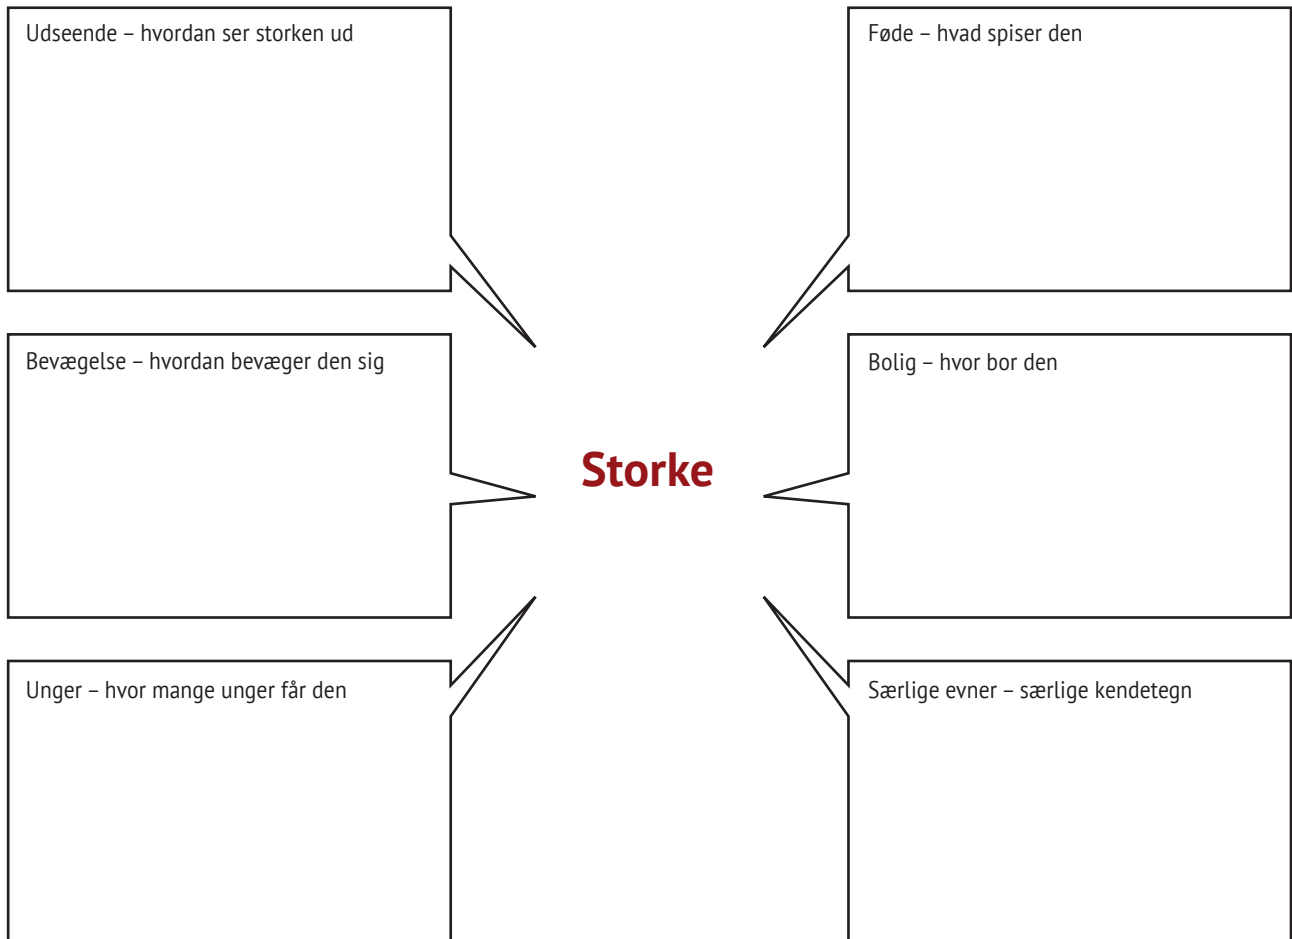 Udseende – hvordan ser storken ud
Føde – hvad spiser den
Bevægelse – hvordan bevæger den sig
Bolig – hvor bor den
Storke
Unger – hvor mange unger får den
Særlige evner – særlige kendetegn